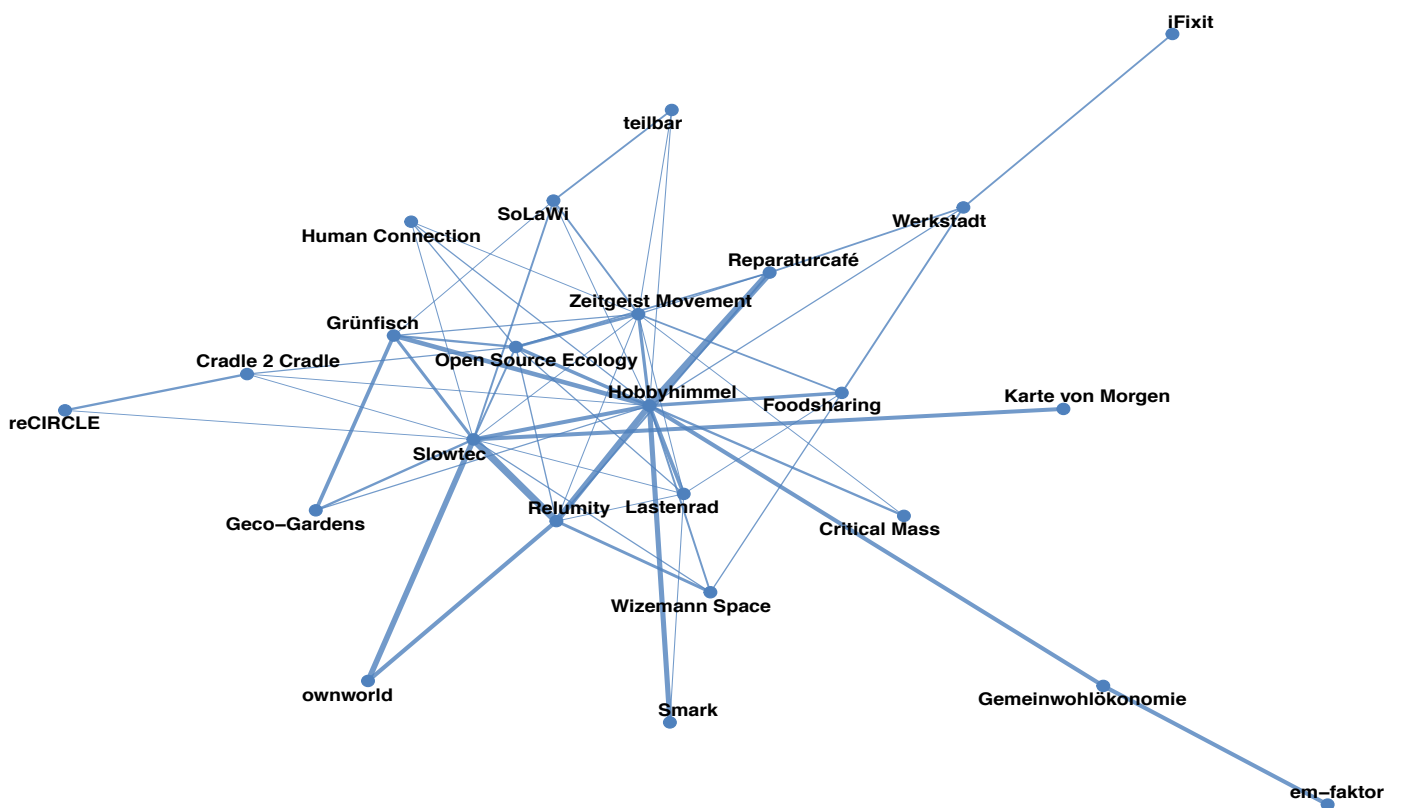 iFixit
teilbar
SoLaWi
Werkstadt
Human Connection
Reparaturcafé
Zeitgeist Movement
Grünfisch
Cradle 2 Cradle
Open Source Ecology
Hobbyhimmel
Karte von Morgen
Foodsharing
reCIRCLE
Slowtec
Relumity
Lastenrad
Geco−Gardens
Critical Mass
Wizemann Space
ownworld
Gemeinwohlökonomie
Smark
em−faktor